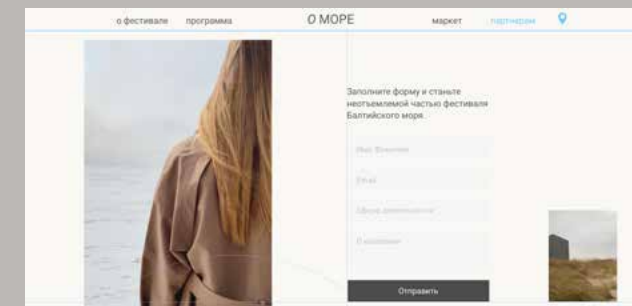 о фестивале программа О МОРЕ маркет партнерам
Заполните форму и станьте
неотъемлемой частью фестиваля
Балтийского моря.
Имя Фамилия
Email
Сфера деятельности
О компании
Отправить